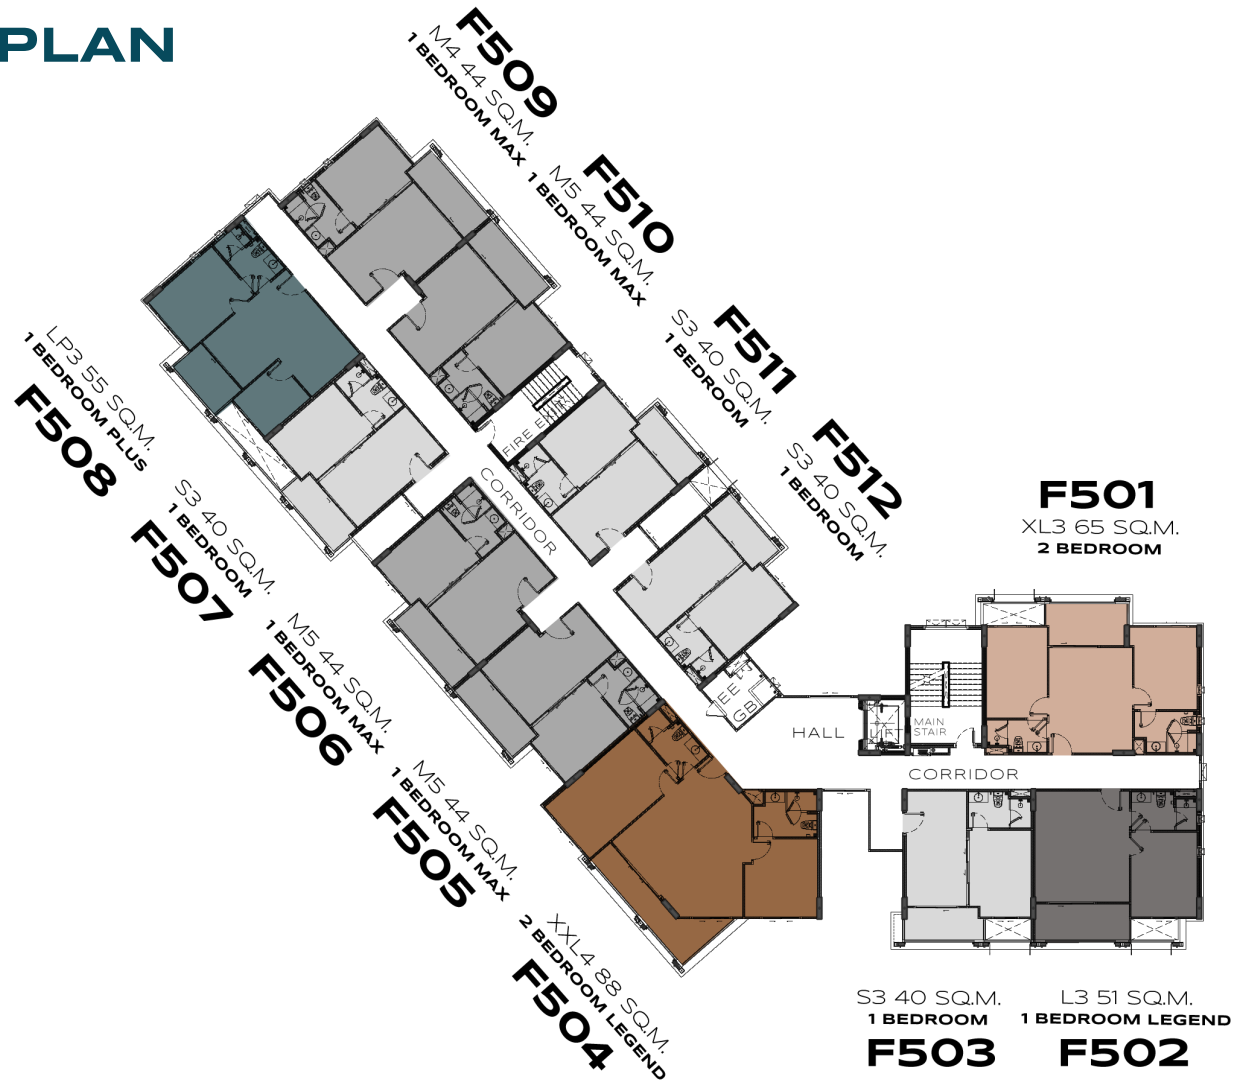 PLAN
F509
M4 44 SQ.M.
1 BEDROOM MAX
F510
M5 44 SQ.M.
1 BEDROOM MAX
F511
S3 40 SQ.M.
1 BEDROOM
F512
S3 40 SQ.M.
1 BEDROOM
F501
XL3 65 SQ.M.
2 BEDROOM
LP3 55 SQ.M.
1 BEDROOM PLUS
F508
S3 40 SQ.M.
1 BEDROOM
F507
M5 44 SQ.M.
1 BEDROOM MAX
F506
M5 44 SQ.M.
1 BEDROOM MAX
F505
XXL4 88 SQ.M.
2 BEDROOM LEGEND
F504
FIRE EXIT
CORRIDOR
EE
GB
HALL
LIFT
MAIN
STAIR
CORRIDOR
S3 40 SQ.M.
1 BEDROOM
F503
L3 51 SQ.M.
1 BEDROOM LEGEND
F502